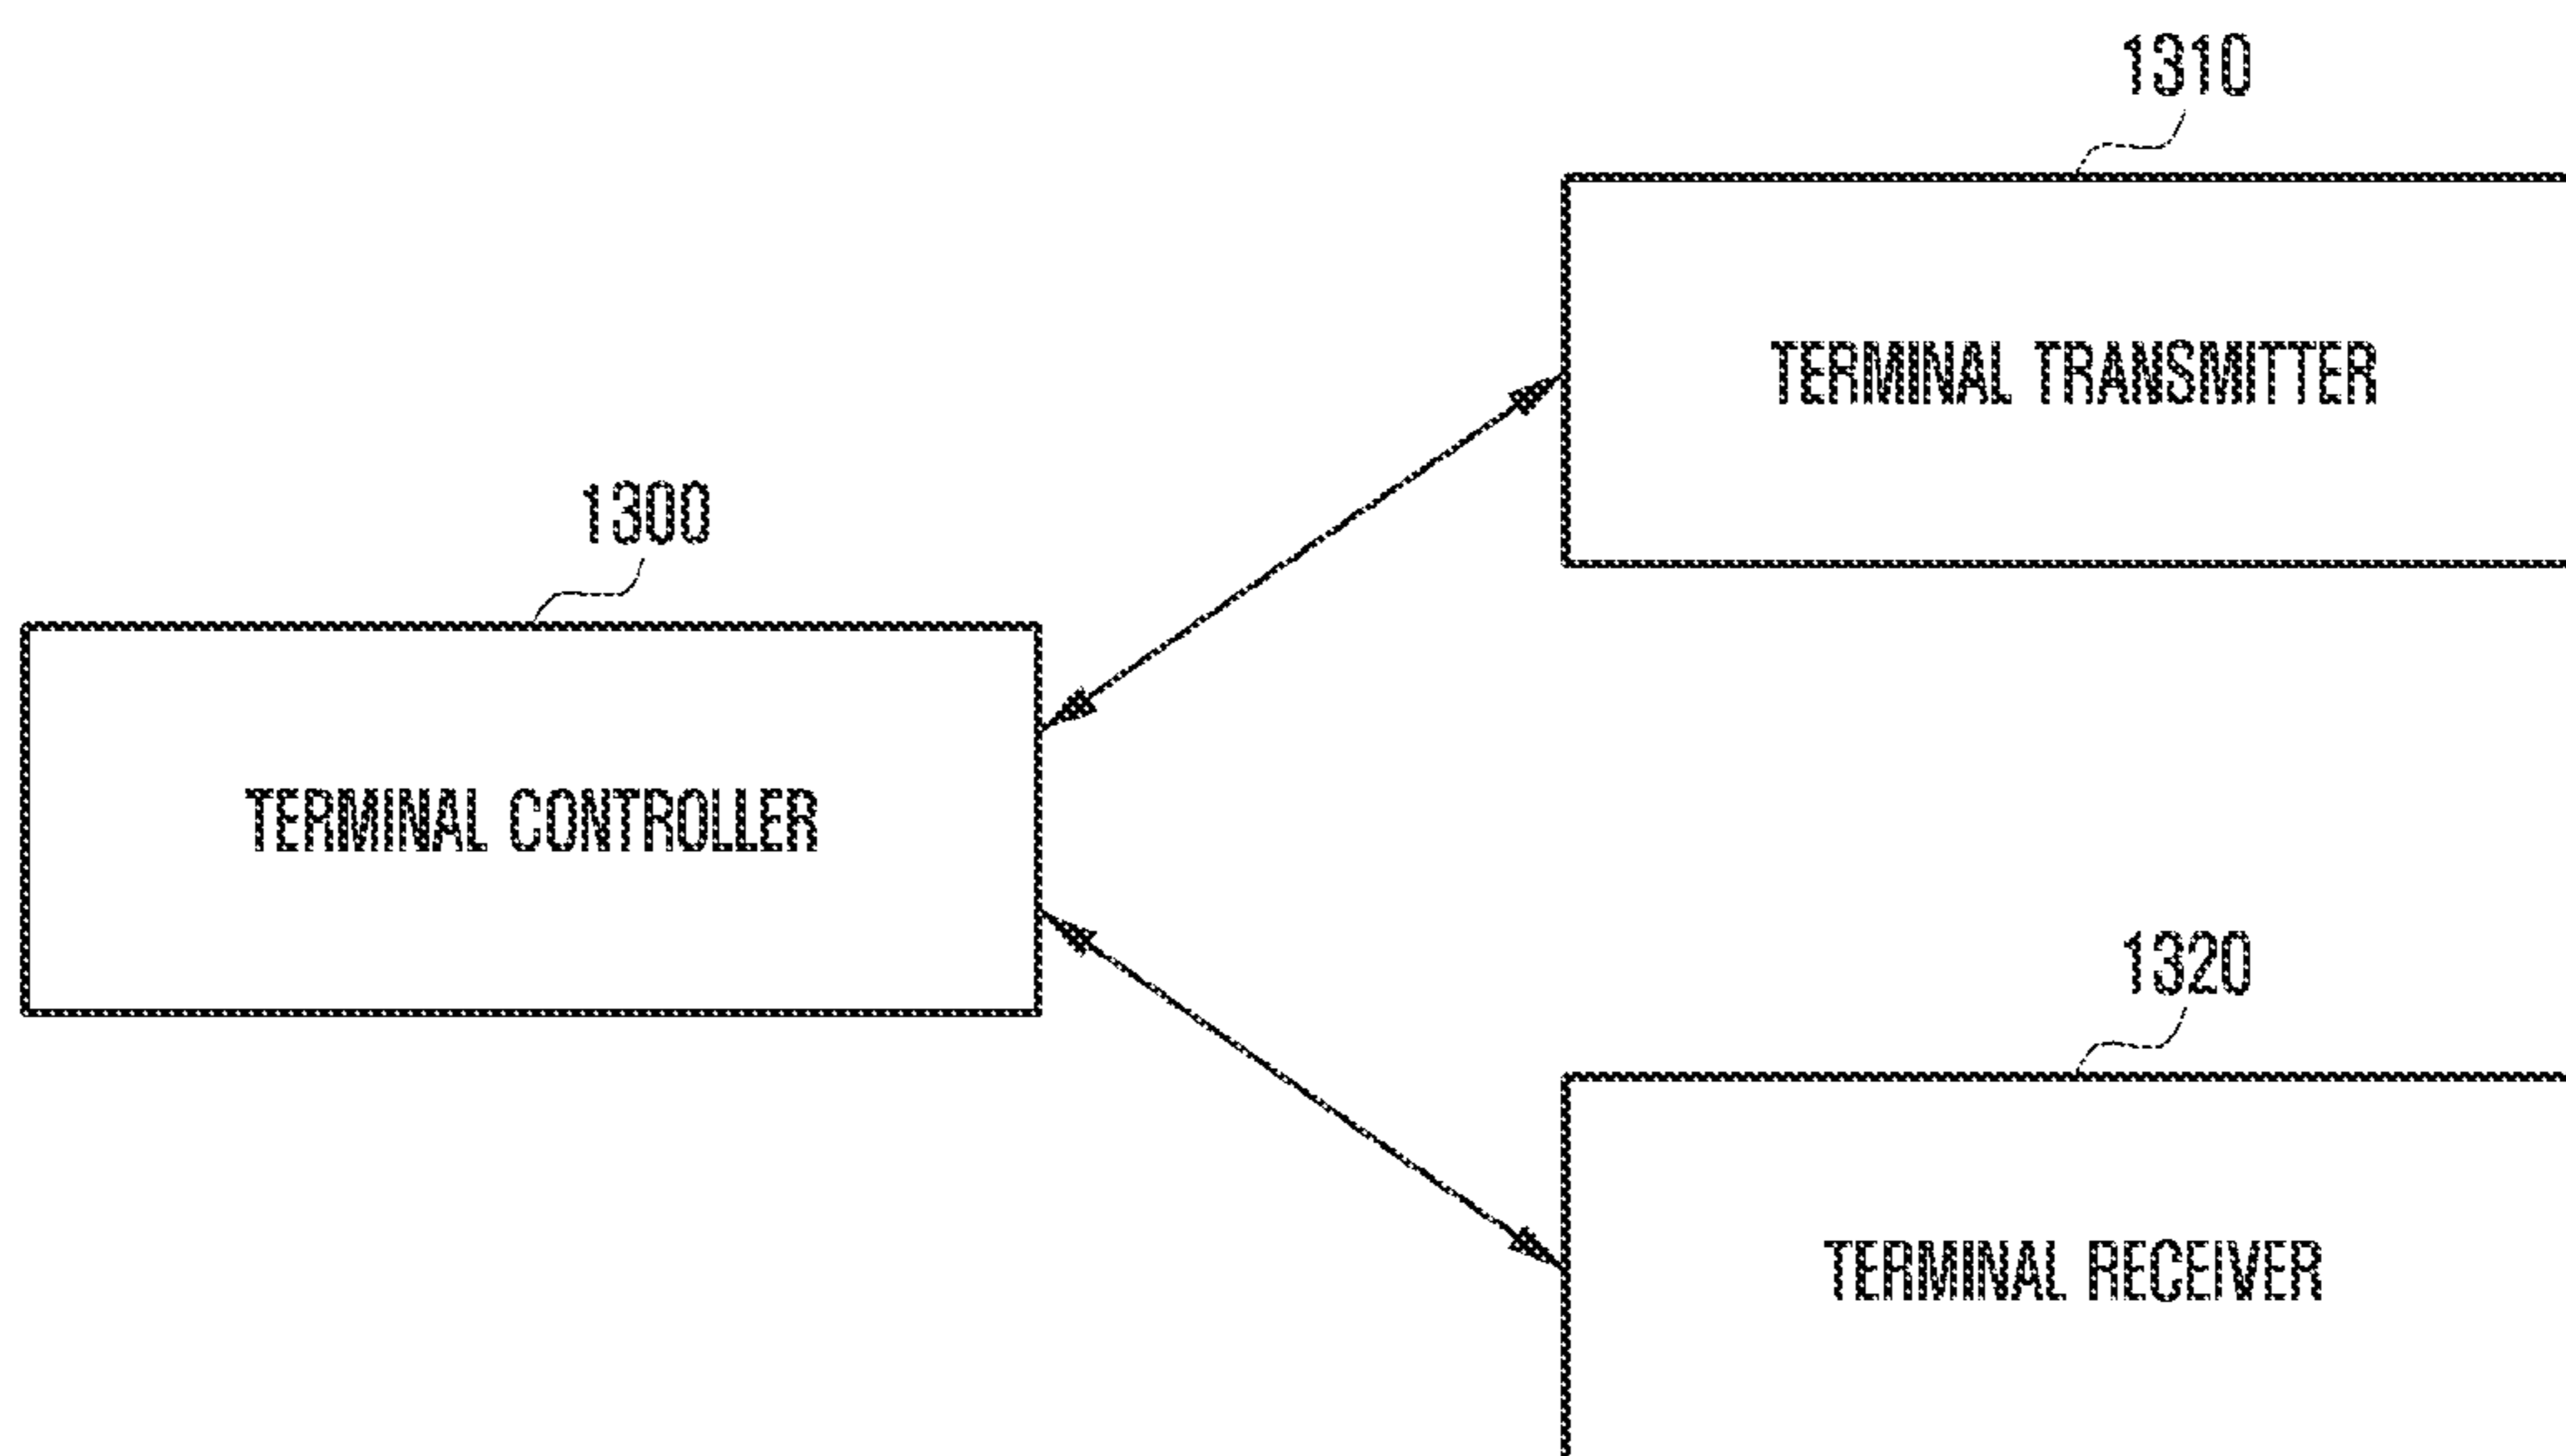 1310
TERMINAL TRANSMITTER
1300
TERMINAL CONTROLLER
1320
TERMINAL RECEIVER